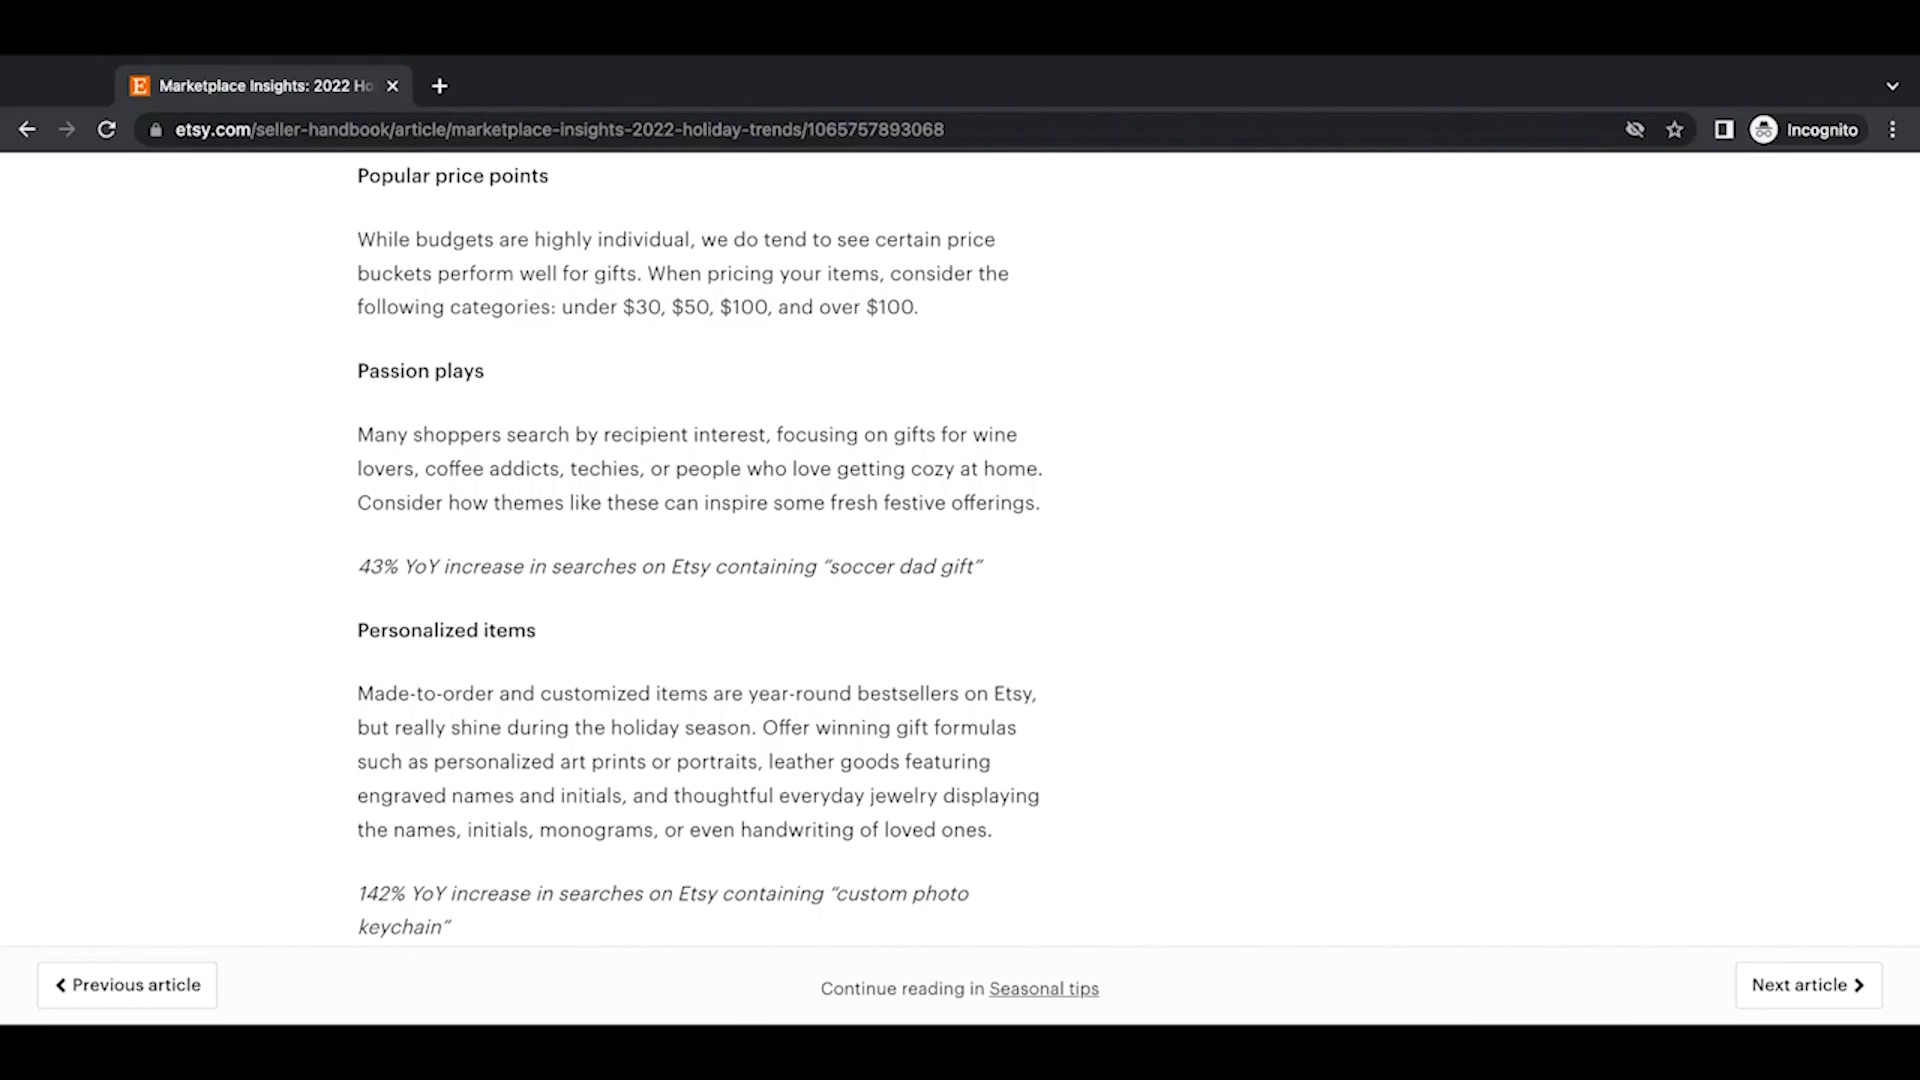 Marketplace Insights: 2022 Ho
etsy.com/seller-handbook/article/marketplace-insights-2022-holiday-trends/1065757893068
Incognito
Popular price points
While budgets are highly individual, we do tend to see certain price
buckets perform well for gifts. When pricing your items, consider the
following categories: under $30, $50, $100, and over $100.
Passion plays
Many shoppers search by recipient interest, focusing on gifts for wine
lovers, coffee addicts, techies, or people who love getting cozy at home.
Consider how themes like these can inspire some fresh festive offerings.
43% YoY increase in searches on Etsy containing “soccer dad gift”
Personalized items
Made-to-order and customized items are year-round bestsellers on Etsy,
but really shine during the holiday season. Offer winning gift formulas
such as personalized art prints or portraits, leather goods featuring
engraved names and initials, and thoughtful everyday jewelry displaying
the names, initials, monograms, or even handwriting of loved ones.
142% YoY increase in searches on Etsy containing “custom photo
keychain”
Previous article
Continue reading in Seasonal tips
Next article